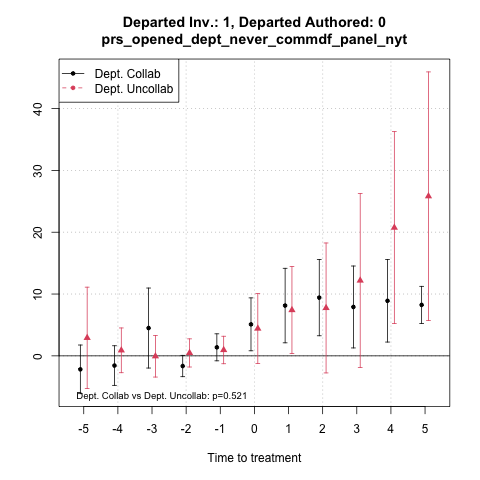 Departed Inv.: 1, Departed Authored: 0
prs_opened_dept_never_commdf_panel_nyt
Dept. Collab
Dept. Uncollab
40
30
20
10
0
Dept. Collab vs Dept. Uncollab: p=0.521
-5 -4 -3 -2 -1 0 1 2 3 4 5
Time to treatment